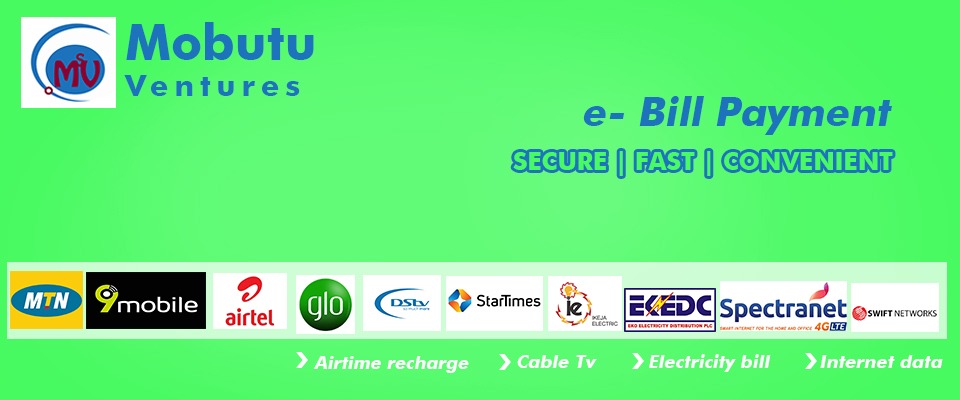 MSV
Mobutu
Ventures
e- Bill Payment
SECURE | FAST | CONVENIENT
MTN
9mobile
airtel
glo
DStv
StarTimes
ie
IKEJA
ELECTRIC
EKEDC
EKO ELECTRICITY DISTRIBUTION PLC
Spectranet
SMART INTERNET FOR THE HOME AND OFFICE 4G LTE
SWIFT NETWORKS
Airtime recharge
Cable Tv
Electricity bill
Internet data